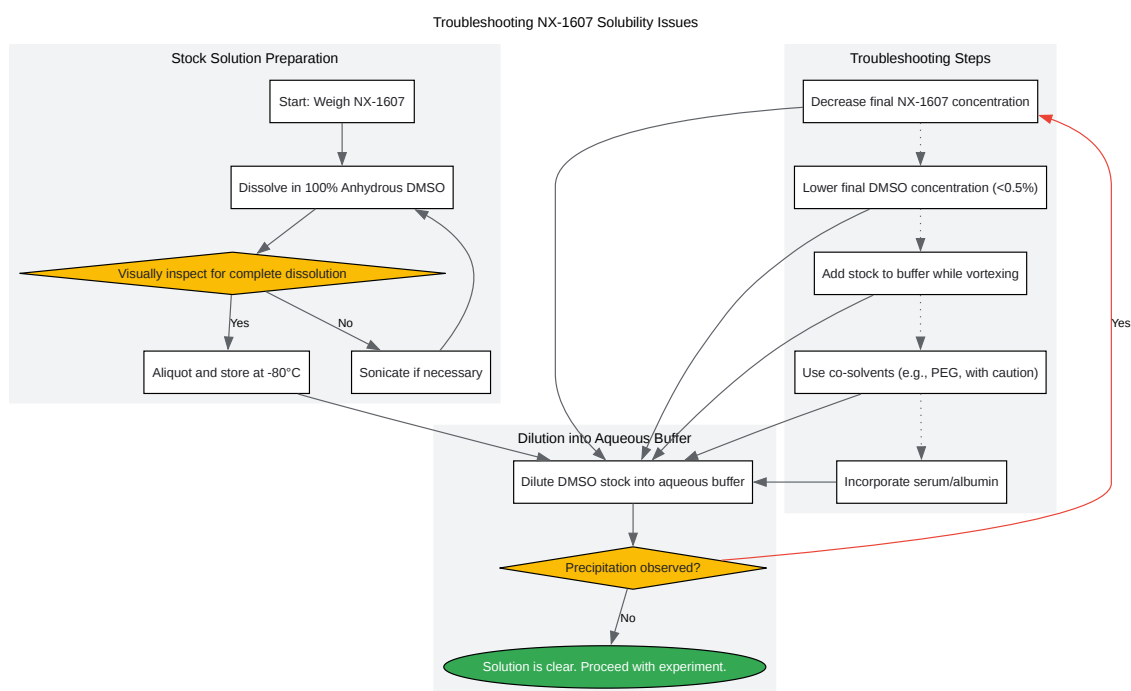 Troubleshooting NX-1607 Solubility Issues
Stock Solution Preparation
Start: Weigh NX-1607
Dissolve in 100% Anhydrous DMSO
Visually inspect for complete dissolution
Yes
No
Aliquot and store at -80°C
Sonicate if necessary
Troubleshooting Steps
Decrease final NX-1607 concentration
Lower final DMSO concentration (<0.5%)
Add stock to buffer while vortexing
Use co-solvents (e.g., PEG, with caution)
Incorporate serum/albumin
Yes
Dilution into Aqueous Buffer
Dilute DMSO stock into aqueous buffer
Precipitation observed?
No
Solution is clear. Proceed with experiment.